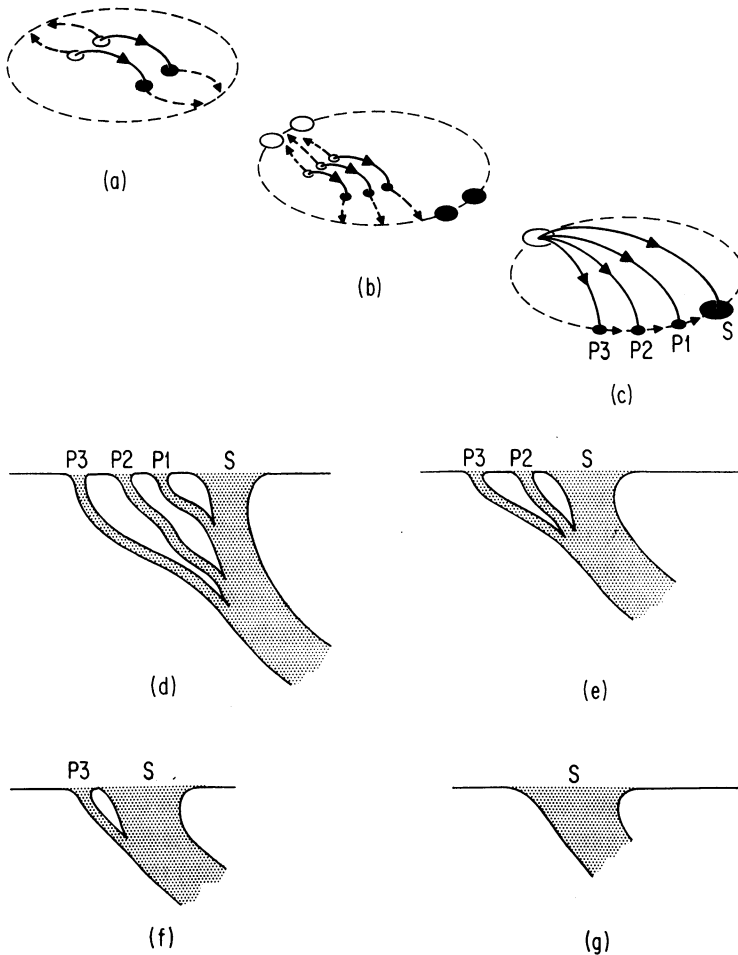 (a)
(b)
P3 P2 P1 S
(c)
P3 P2 P1 S
(d)
P3 P2 S
(e)
P3 S
(f)
S
(g)